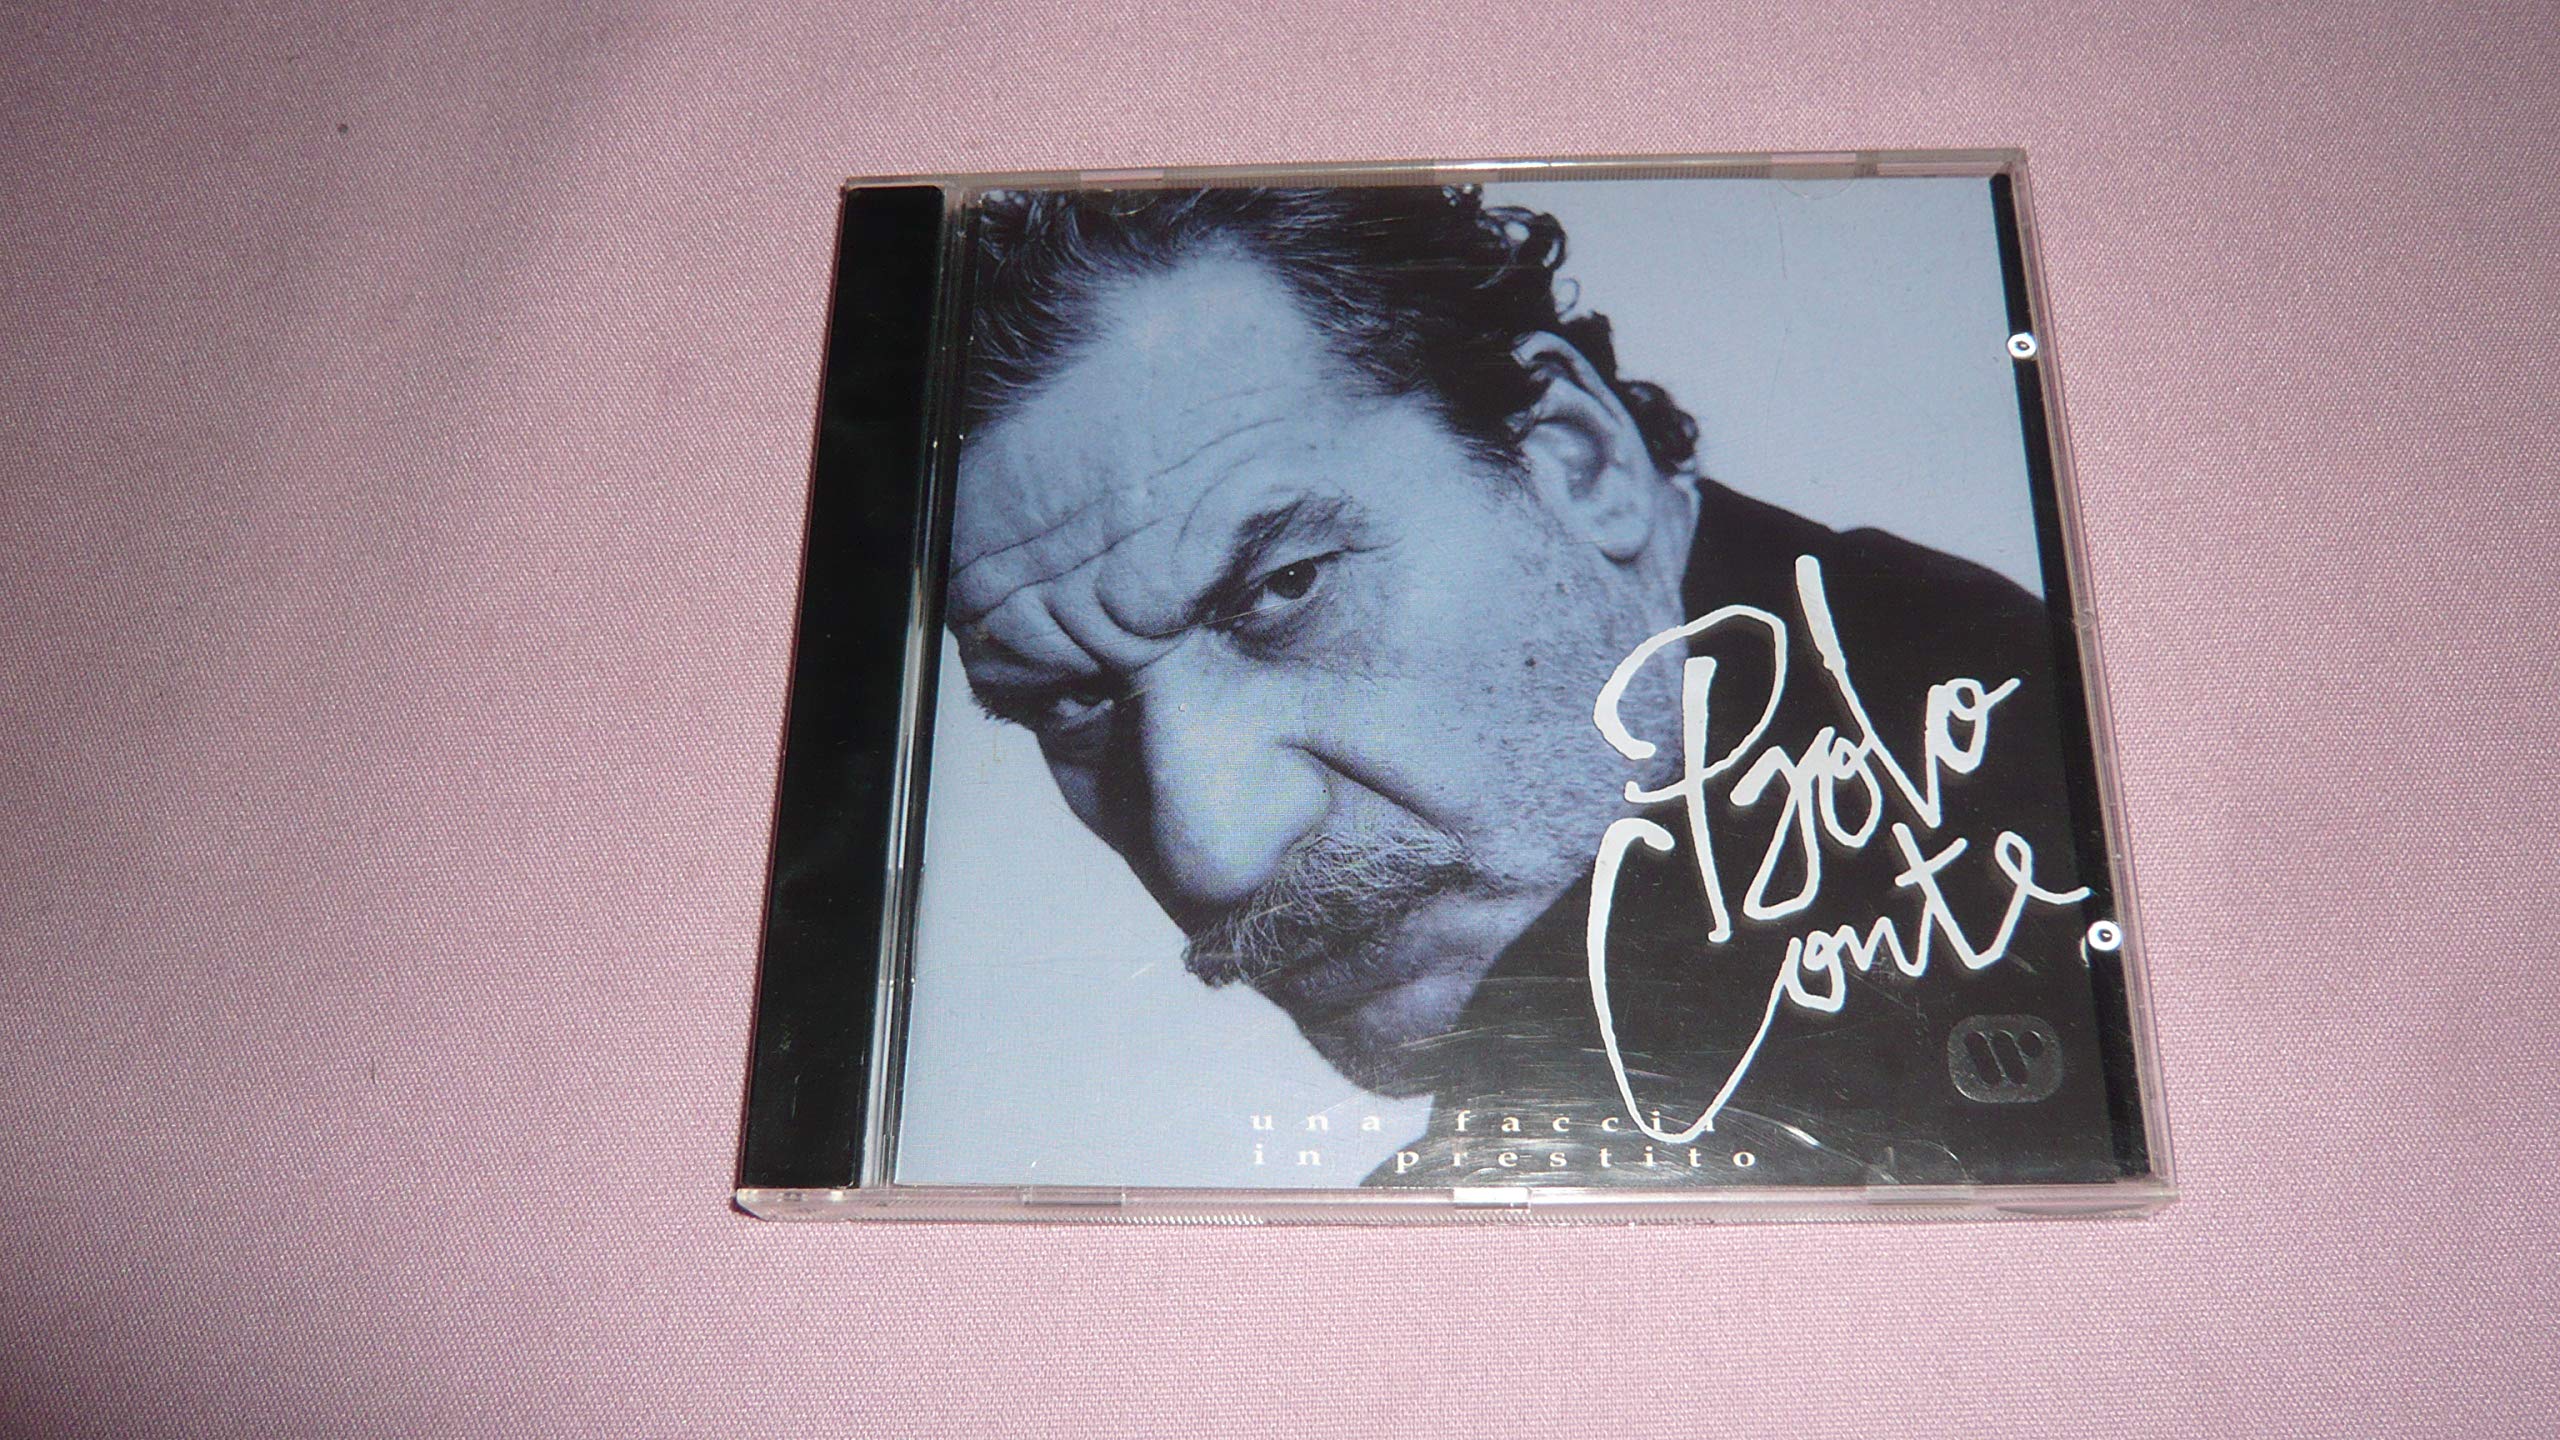 Paolo
Conte
una faccia
in prestito